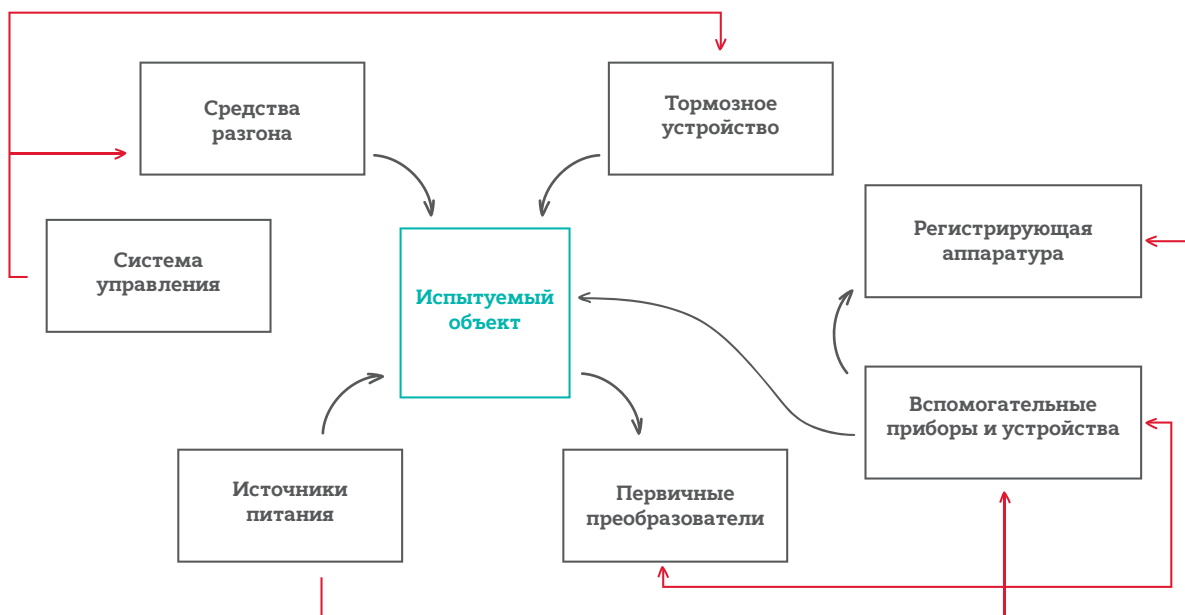 Средства
разгона
Тормозное
устройство
Система
управления
Испытуемый
объект
Регистрирующая
аппаратура
Вспомогательные
приборы и устройства
Источники
питания
Первичные
преобразователи